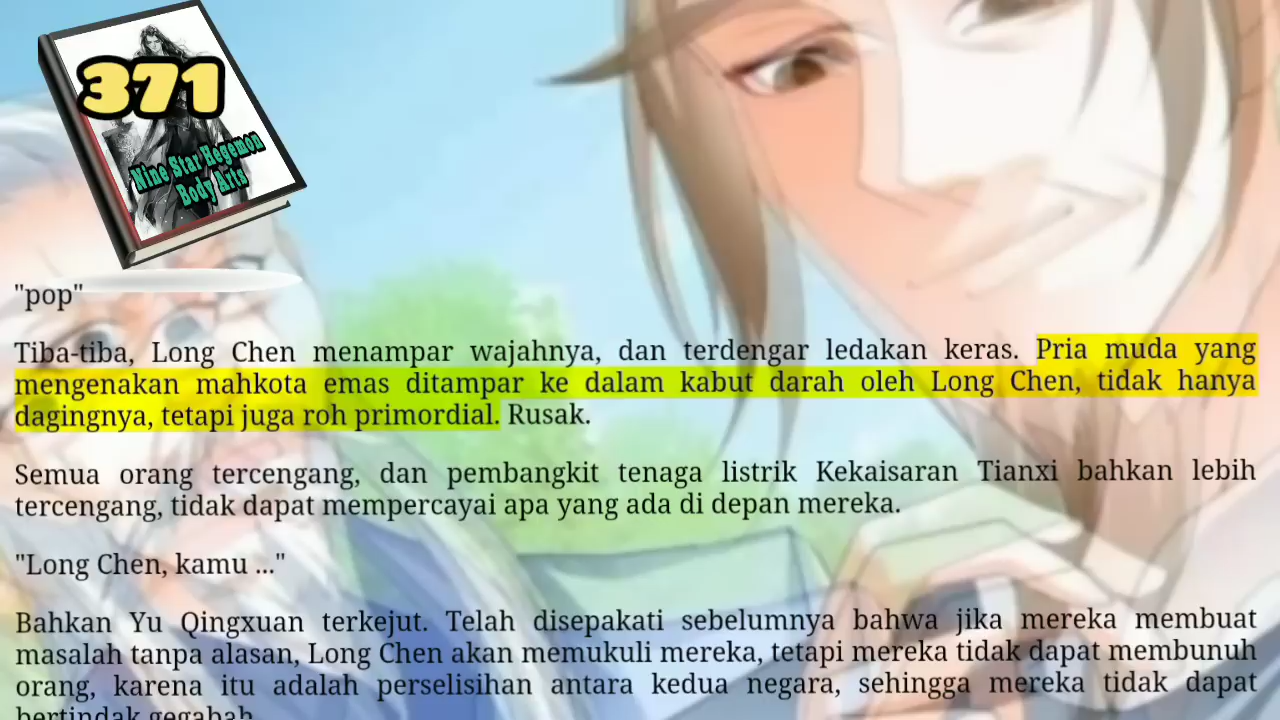 371
Nine Star Hegemon
Body Arts
"pop"
Tiba-tiba, Long Chen menampar wajahnya, dan terdengar ledakan keras. Pria muda yang
mengenakan mahkota emas ditampar ke dalam kabut darah oleh Long Chen, tidak hanya
dagingnya, tetapi juga roh primordial. Rusak.
Semua orang tercengang, dan pembangkit tenaga listrik Kekaisaran Tianxi bahkan lebih
tercengang, tidak dapat mempercayai apa yang ada di depan mereka.
"Long Chen, kamu ..."
Bahkan Yu Qingxuan terkejut. Telah disepakati sebelumnya bahwa jika mereka membuat
masalah tanpa alasan, Long Chen akan memukuli mereka, tetapi mereka tidak dapat membunuh
orang, karena itu adalah perselisihan antara kedua negara, sehingga mereka tidak dapat
bertindak gegabah.